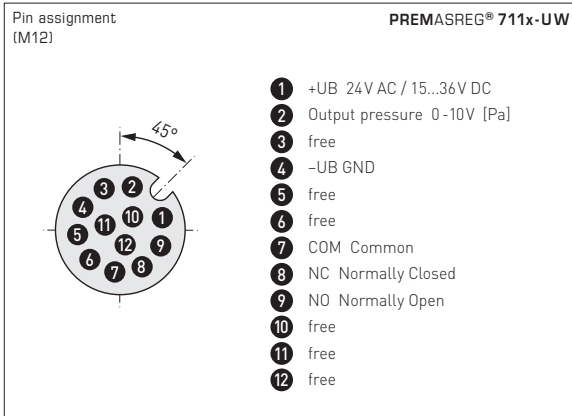 Pin assignment
(M12)
PREMASREG® 711x-UW
45°
3 2
4 10 1
11
5 12 9
6 7 8
1 +UB 24V AC / 15...36V DC
2 Output pressure 0-10V [Pa]
3 free
4 –UB GND
5 free
6 free
7 COM Common
8 NC Normally Closed
9 NO Normally Open
10 free
11 free
12 free